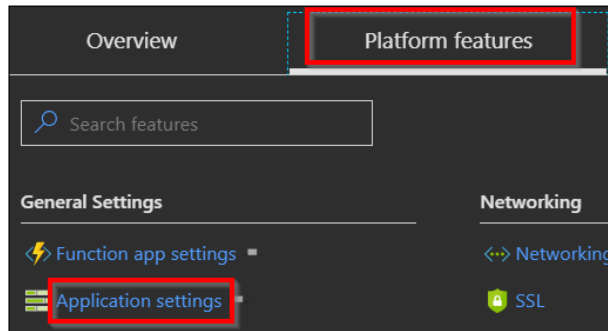 Overview
Platform features
Search features
General Settings
Function app settings
Application settings
Networking
Networking
SSL